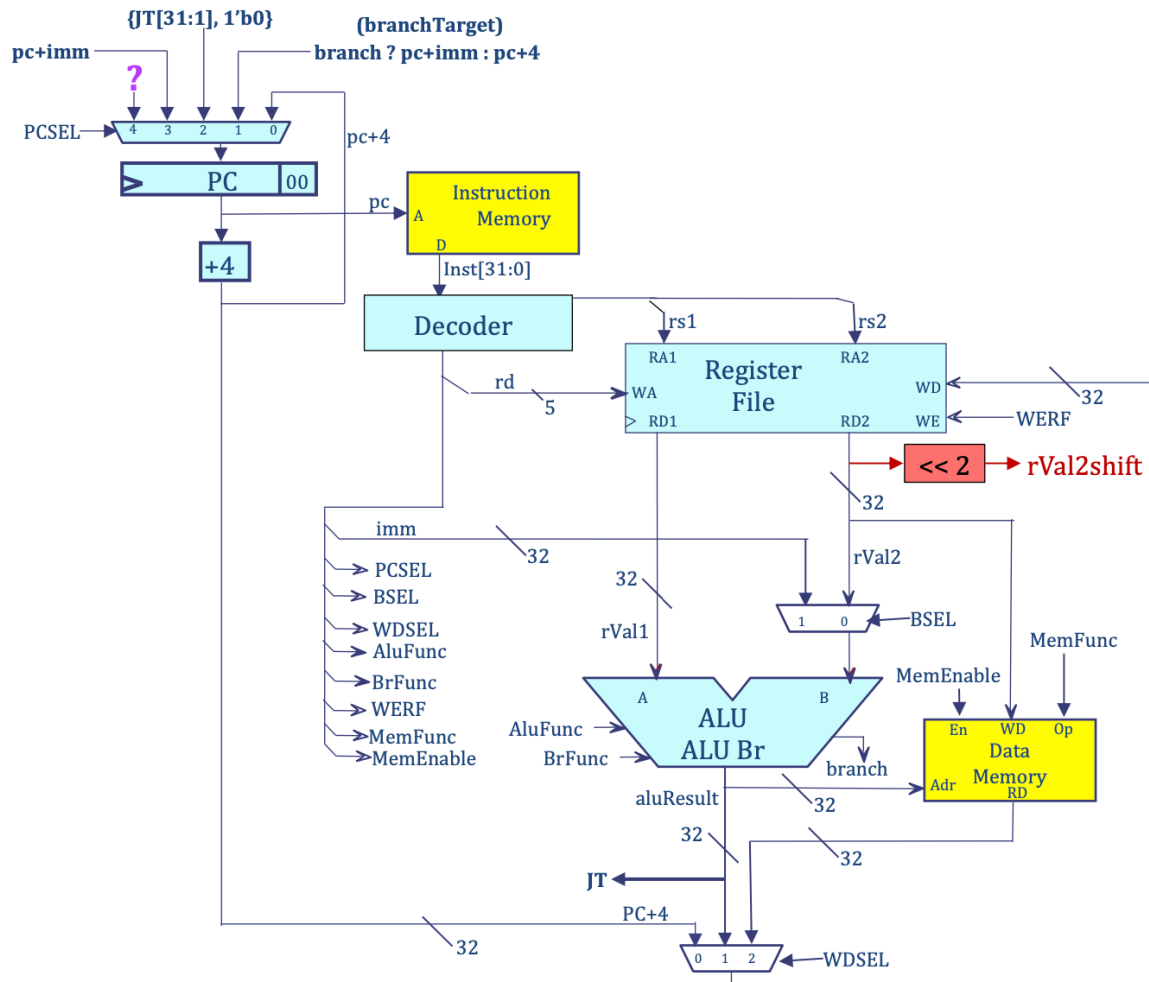 {JT[31:1], 1'b0}
(branchTarget)
pc+imm
branch ? pc+imm : pc+4
?
PCSEL
4 3 2 1 0
pc+4
PC
00
pc
Instruction
Memory
A
D
+4
Inst[31:0]
Decoder
rs1
rs2
RA1
RA2
Register
File
rd
5
WA
WD
32
RD1
RD2
WE
WERF
<< 2
rVal2shift
32
imm
32
rVal2
PCSEL
BSEL
WDSEL
AluFunc
BrFunc
WERF
MemFunc
MemEnable
32
rVal1
1 0
BSEL
MemFunc
MemEnable
A
B
ALU
ALU Br
AluFunc
BrFunc
branch
En
WD
Op
Data
Memory
Adr
RD
aluResult
32
32
32
JT
PC+4
32
0 1 2
WDSEL